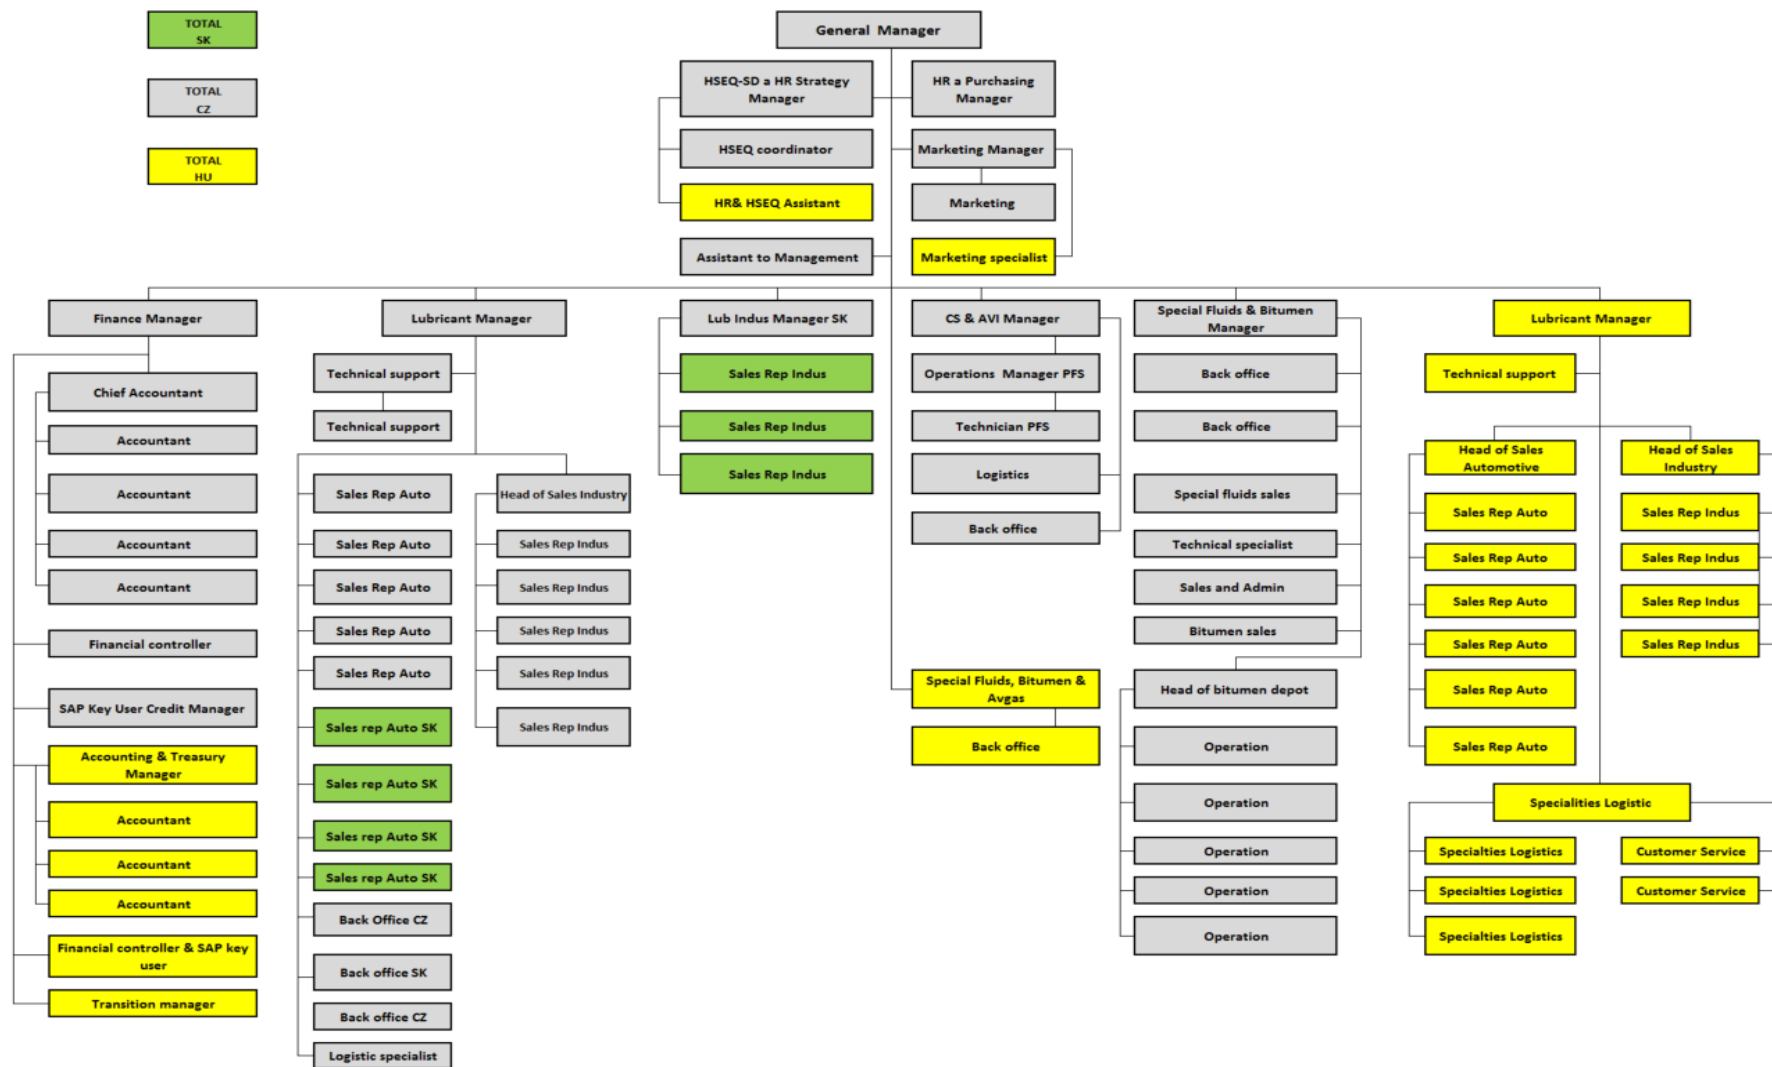 TOTAL
SK
TOTAL
CZ
TOTAL
HU
General Manager
HSEQ-SD a HR Strategy
Manager
HR a Purchasing
Manager
HSEQ coordinator
Marketing Manager
HR& HSEQ Assistant
Marketing
Assistant to Management
Marketing specialist
Finance Manager
Chief Accountant
Accountant
Accountant
Accountant
Accountant
Financial controller
SAP Key User Credit Manager
Accounting & Treasury
Manager
Accountant
Accountant
Accountant
Financial controller & SAP key
user
Transition manager
Lubricant Manager
Technical support
Technical support
Sales Rep Auto
Sales Rep Auto
Sales Rep Auto
Sales Rep Auto
Sales Rep Auto
Sales rep Auto SK
Sales rep Auto SK
Sales rep Auto SK
Sales rep Auto SK
Back Office CZ
Back office SK
Back office CZ
Logistic specialist
Head of Sales Industry
Sales Rep Indus
Sales Rep Indus
Sales Rep Indus
Sales Rep Indus
Sales Rep Indus
Lub Indus Manager SK
Sales Rep Indus
Sales Rep Indus
Sales Rep Indus
CS & AVI Manager
Operations Manager PFS
Technician PFS
Logistics
Back office
Special Fluids, Bitumen &
Avgas
Back office
Special Fluids & Bitumen
Manager
Back office
Back office
Special fluids sales
Technical specialist
Sales and Admin
Bitumen sales
Head of bitumen depot
Operation
Operation
Operation
Operation
Operation
Lubricant Manager
Technical support
Head of Sales
Automotive
Sales Rep Auto
Sales Rep Auto
Sales Rep Auto
Sales Rep Auto
Sales Rep Auto
Sales Rep Auto
Head of Sales
Industry
Sales Rep Indus
Sales Rep Indus
Sales Rep Indus
Sales Rep Indus
Specialities Logistic
Specialties Logistics
Specialties Logistics
Specialties Logistics
Customer Service
Customer Service